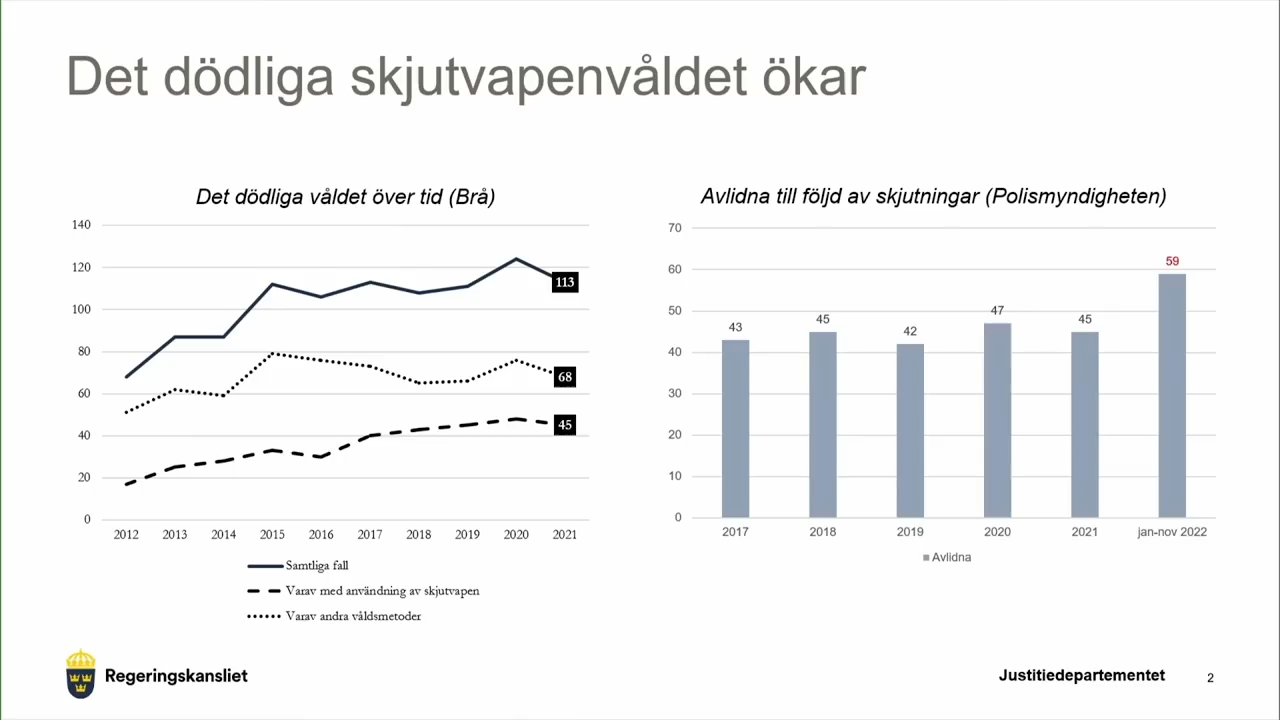 Det dödliga skjutvapenvåldet ökar
Det dödliga våldet över tid (Brå)
140
120
100
80
60
40
20
0
113
68
45
2012 2013 2014 2015 2016 2017 2018 2019 2020 2021
Samtliga fall
Varav med användning av skjutvapen
Varav andra våldsmetoder
Avlidna till följd av skjutningar (Polismyndigheten)
70
60
50
40
30
20
10
0
43 45 42 47 45 59
2017 2018 2019 2020 2021 jan-nov 2022
Avlidna
Regeringskansliet
Justitiedepartementet 2